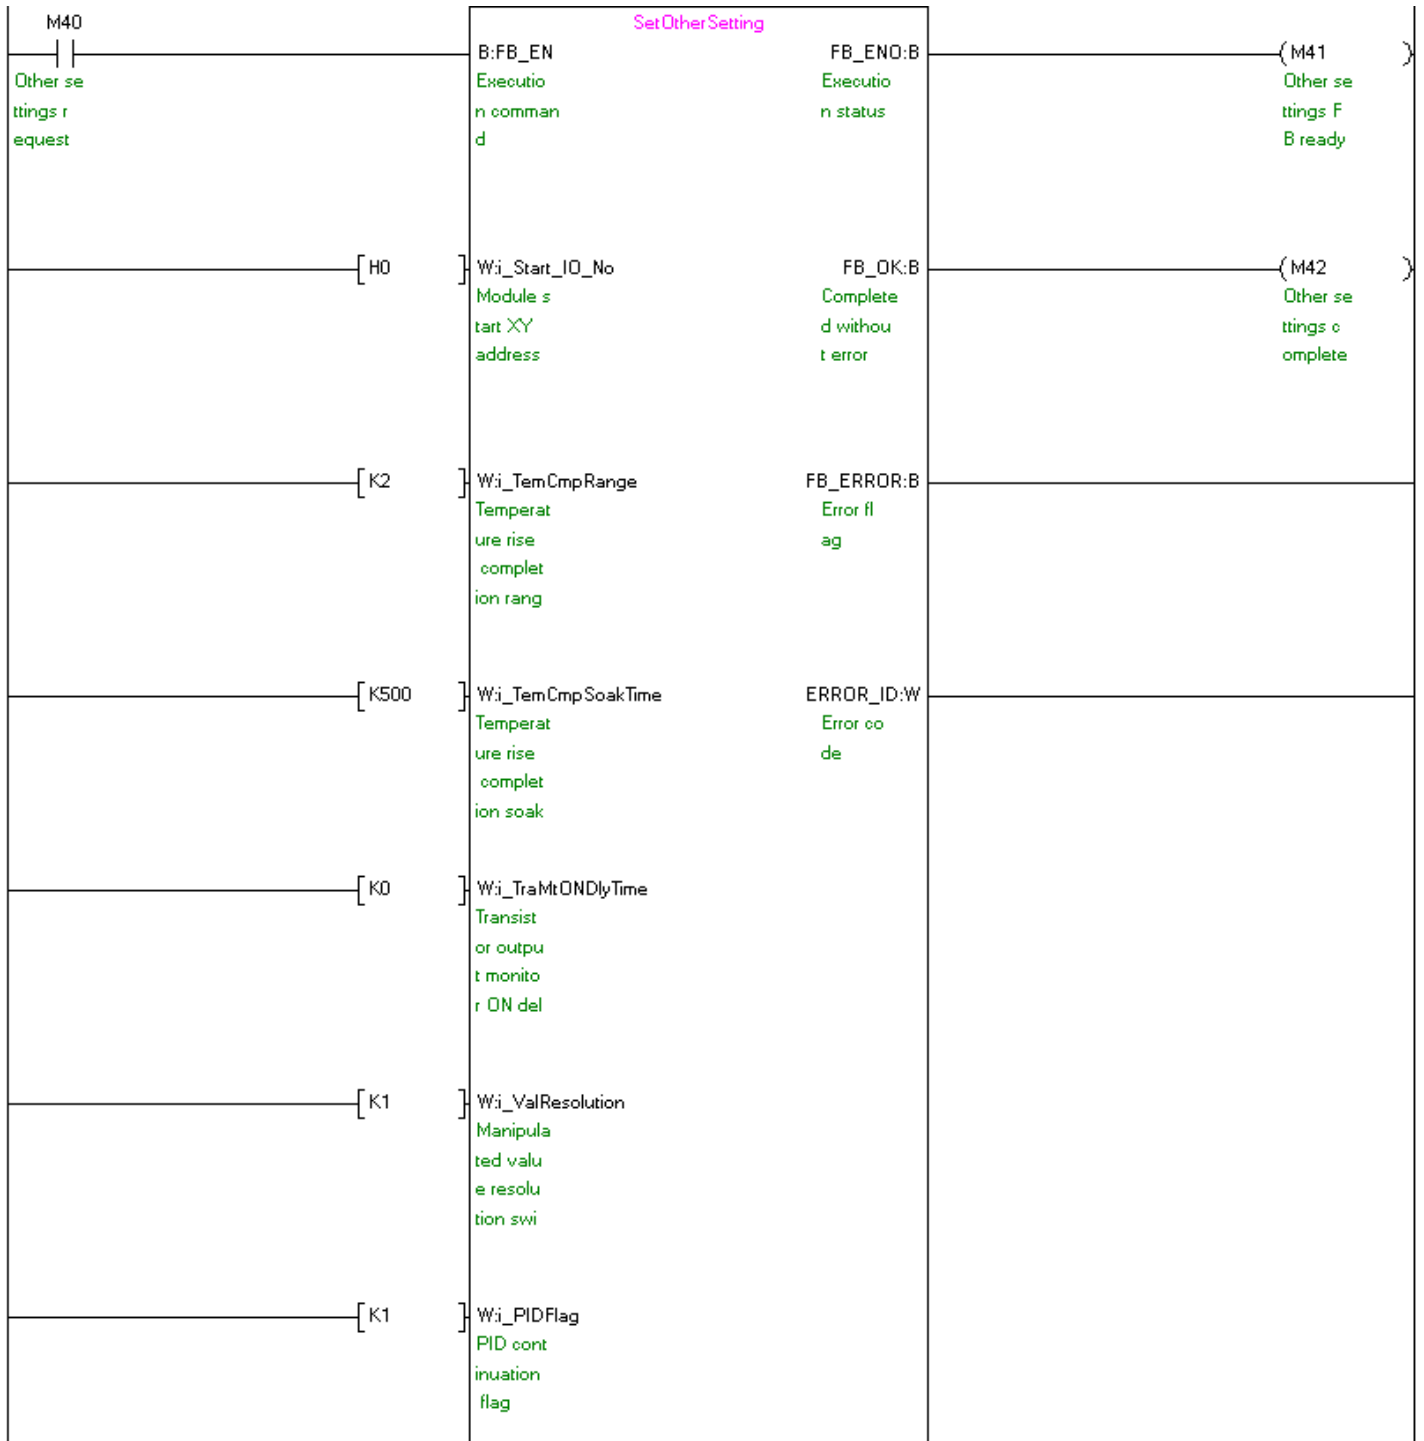 M40
SetOtherSetting
B:FB_EN
FB_ENO:B
M41
Other se
ttings r
equest
Executio
n comman
d
Executio
n status
Other se
ttings F
B ready
H0
W:i_Start_IO_No
FB_OK:B
M42
Module s
tart XY
address
Complete
d withou
t error
Other se
ttings c
omplete
K2
W:i_TemCmpRange
FB_ERROR:B
Temperat
ure rise
complet
ion rang
Error fl
ag
K500
W:i_TemCmpSoakTime
ERROR_ID:W
Temperat
ure rise
complet
ion soak
Error co
de
K0
W:i_TraMtONDlyTime
Transist
or outpu
t monito
r ON del
K1
W:i_ValResolution
Manipula
ted valu
e resolu
tion swi
K1
W:i_PIDFlag
PID cont
inuation
flag